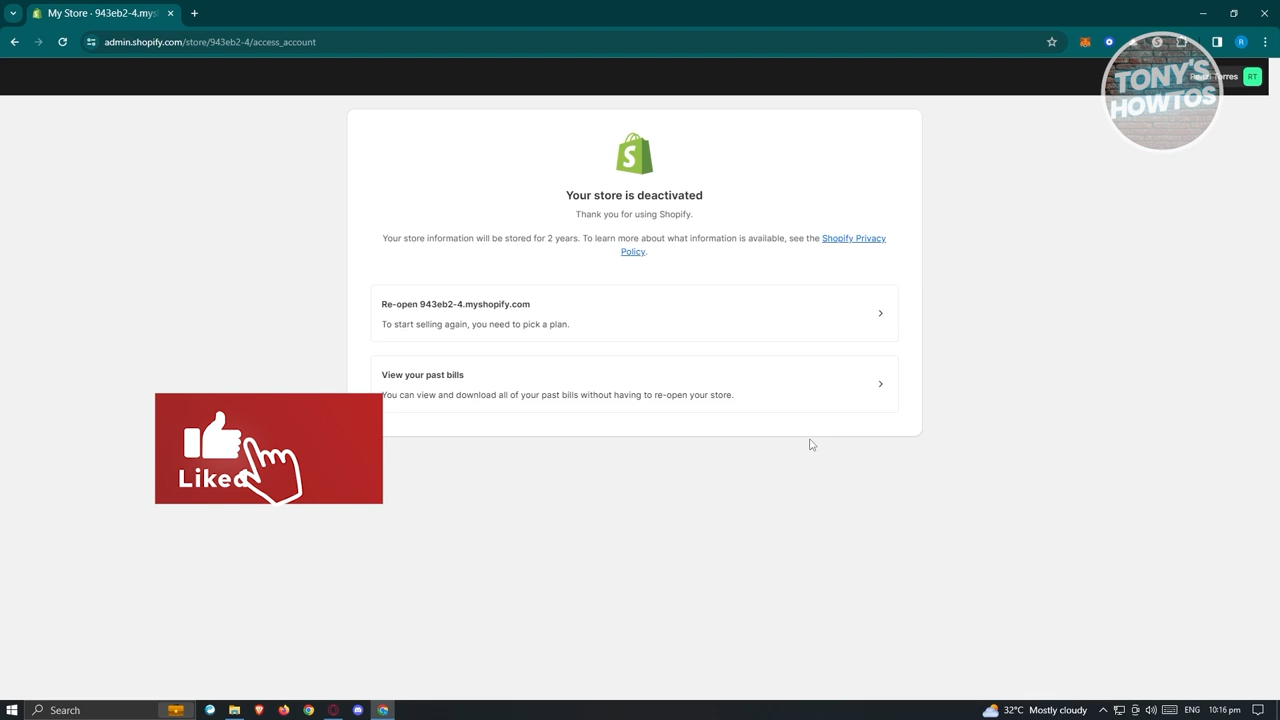 My Store · 943eb2-4.mys
admin.shopify.com/store/943eb2-4/access_account
R
Torres
RT
TONY'S
HOWTOS
Your store is deactivated
Thank you for using Shopify.
Your store information will be stored for 2 years. To learn more about what information is available, see the Shopify Privacy
Policy.
Re-open 943eb2-4.myshopify.com
To start selling again, you need to pick a plan.
View your past bills
You can view and download all of your past bills without having to re-open your store.
Liked
Search
32°C Mostly cloudy
ENG
10:16 pm